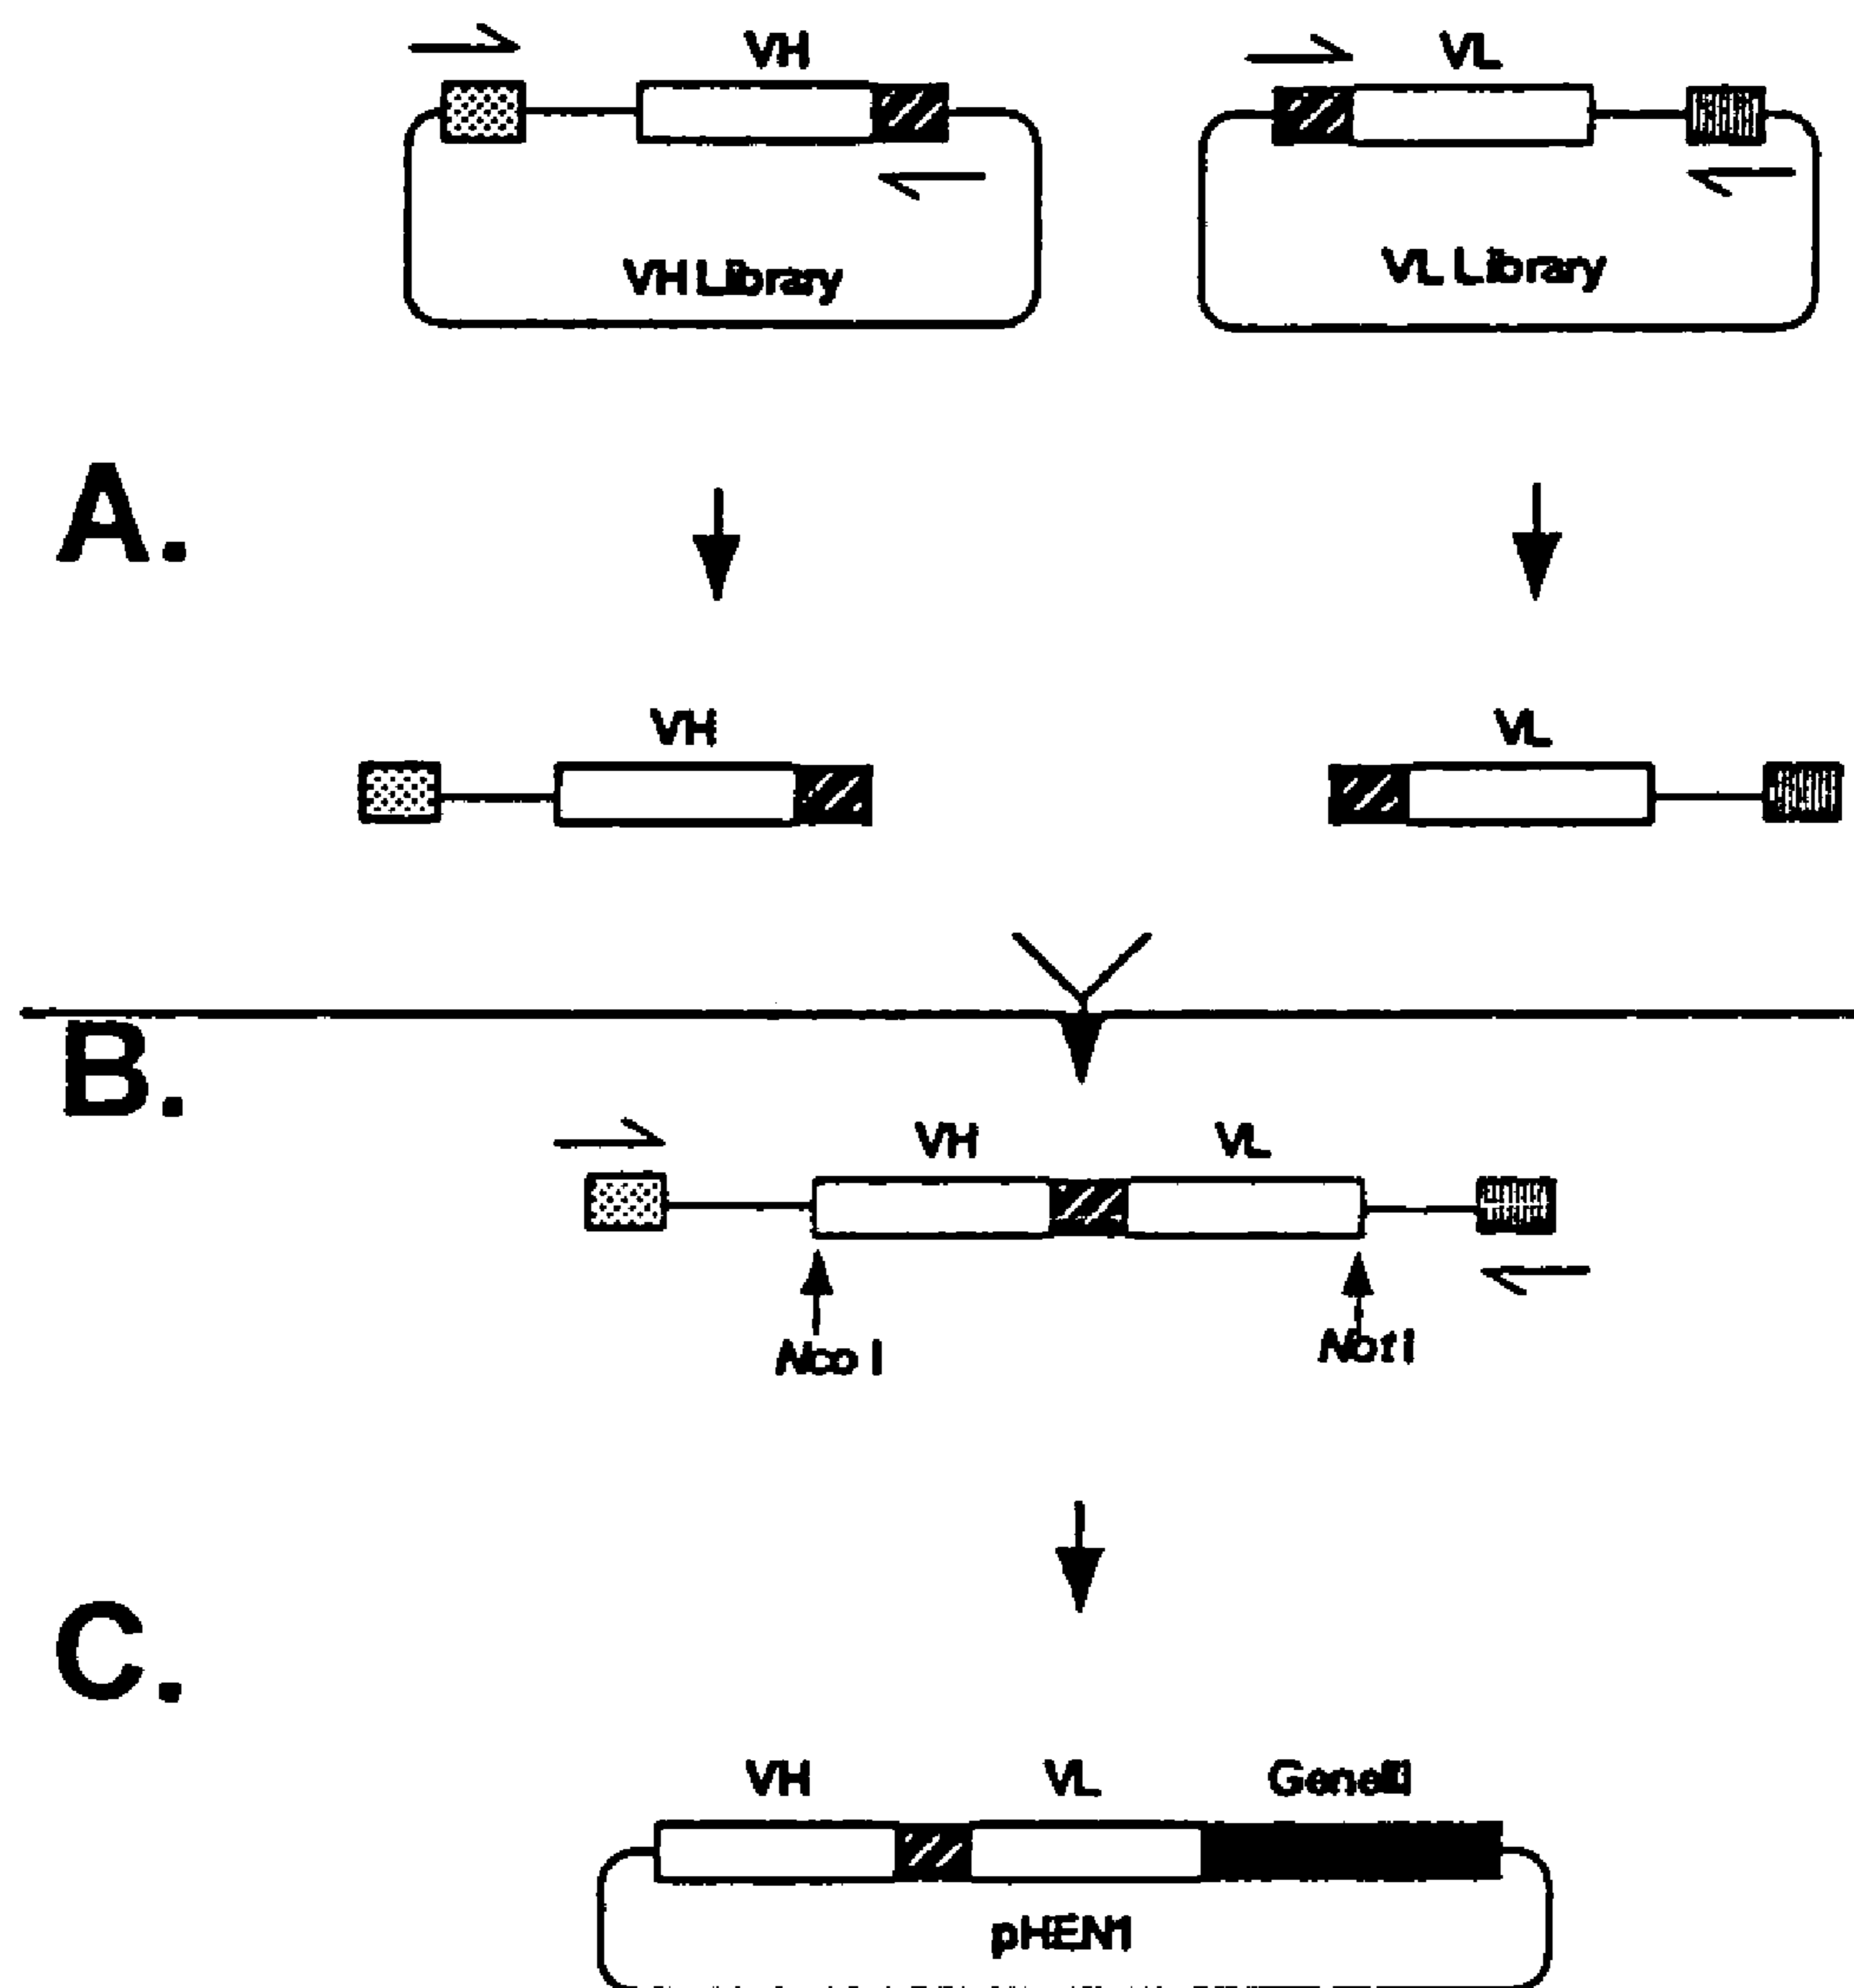 VH
VL
VH Library
VL Library
A.
VH
VL
B.
VH
VL
Nco I
Not I
C.
VH
VL
GeneIII
pHEN1